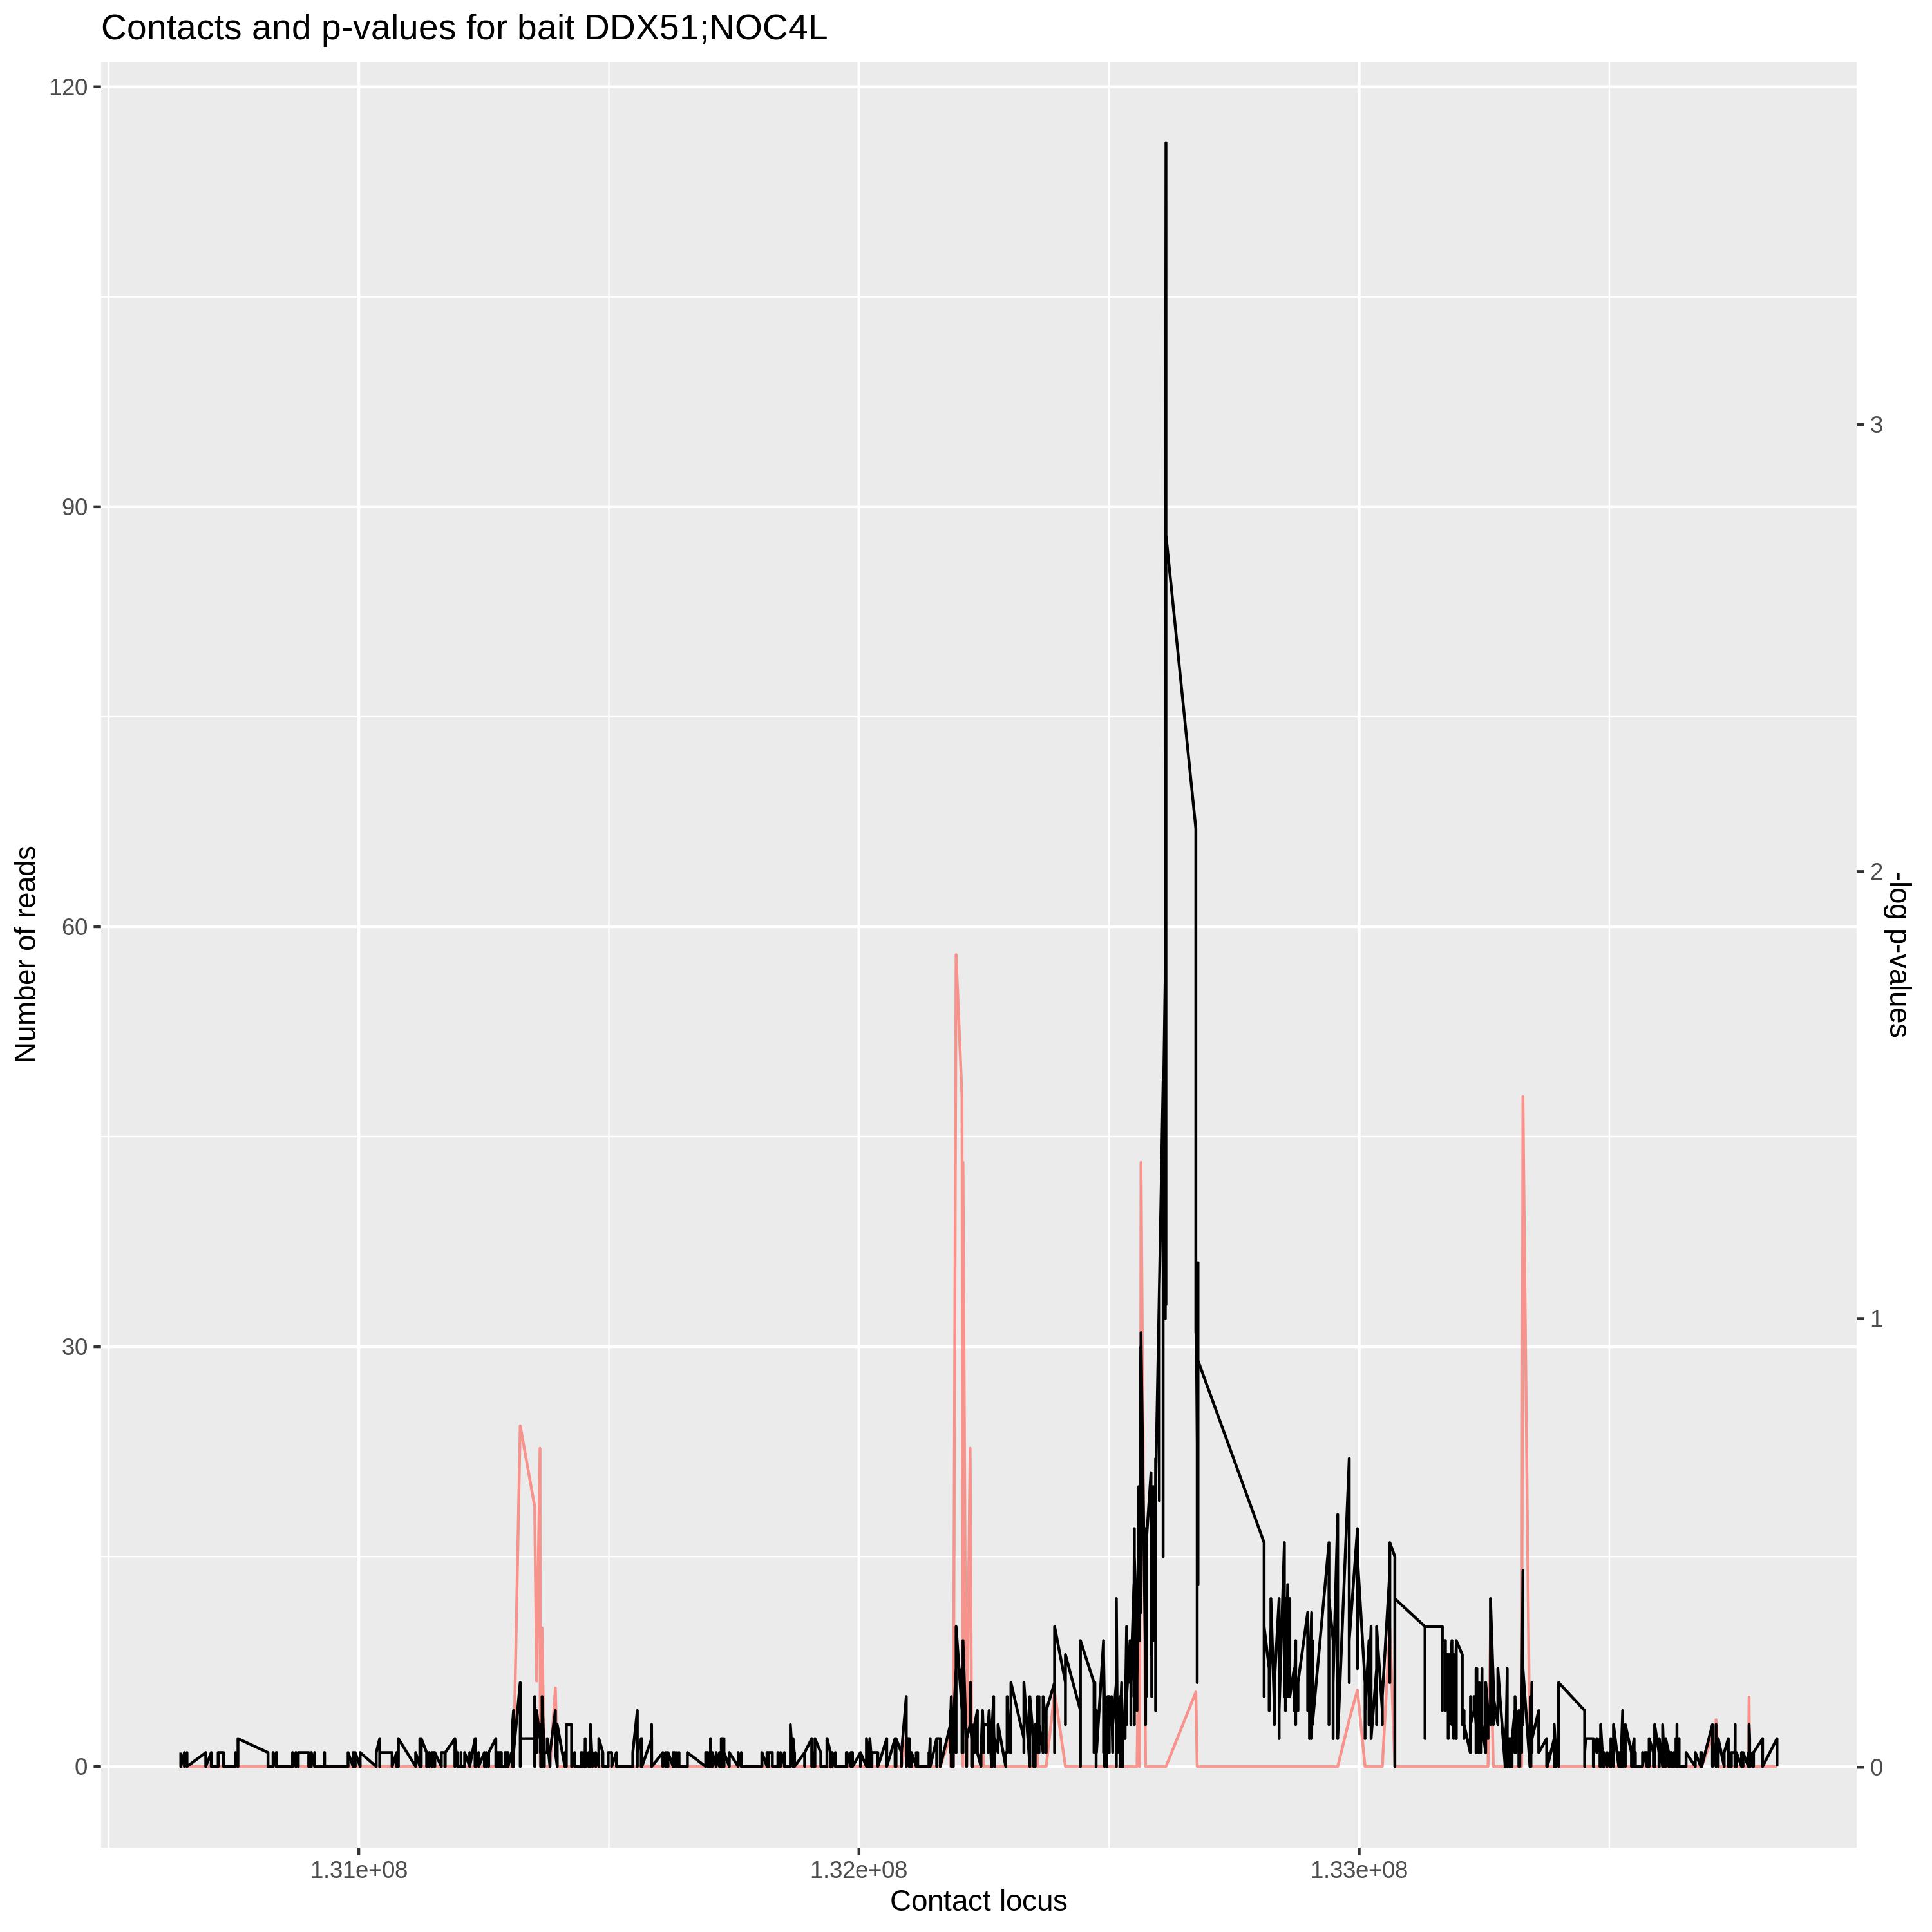 Contacts and p-values for bait DDX51;NOC4L
120
90
60
30
0
Number of reads
3
2
1
0
-log p-values
1.31e+08
1.32e+08
1.33e+08
Contact locus